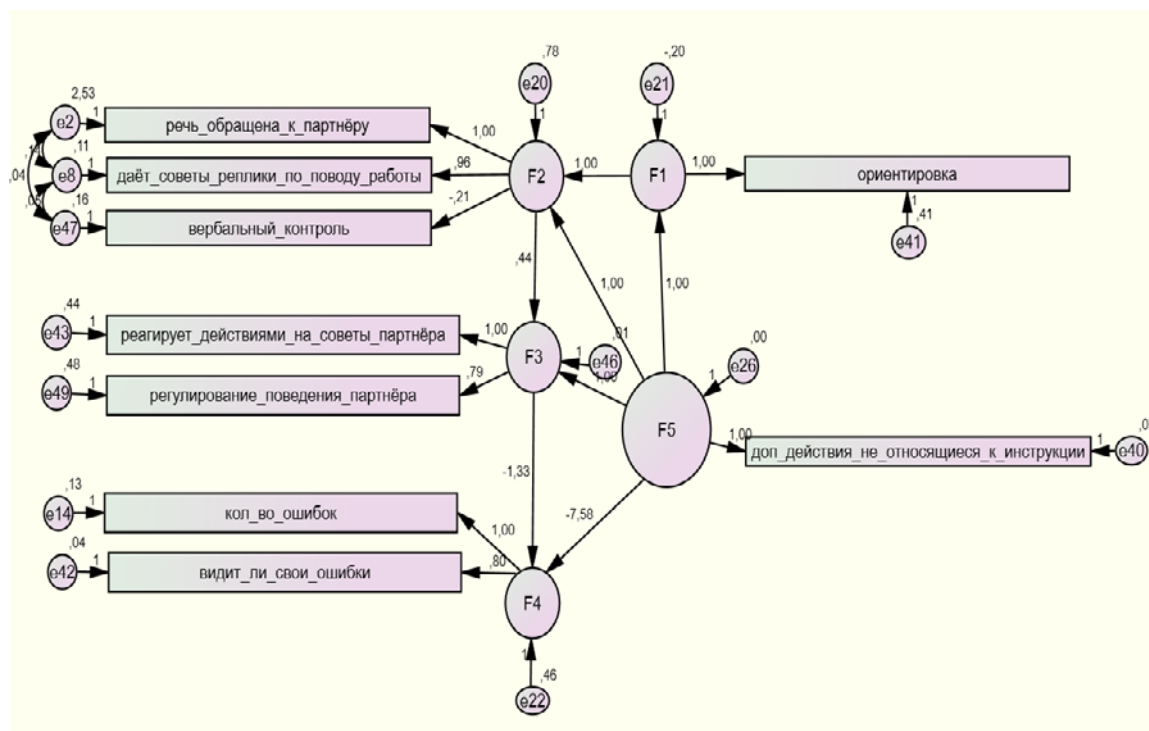 ,78
-,20
e20
e21
2,53
1
1
e2
1
речь_обращена_к_партнёру
1,00
,11
,04
e8
1
даёт_советы_реплики_по_поводу_работы
,96
F2
1,00
F1
1,00
ориентировка
,16
-,21
1
e47
1
вербальный_контроль
,41
e41
,44
1,00
1,00
,44
e43
1
реагирует_действиями_на_советы_партнёра
1,00
F3
1
e46
,01
,00
e26
1
,48
e49
1
регулирование_поведения_партнёра
,79
1,00
F5
1,00
доп_действия_не_относящиеся_к_инструкции
1
,0
e40
-1,33
-7,58
,13
e14
1
кол_во_ошибок
1,00
,04
e42
1
видит_ли_свои_ошибки
,80
F4
1
,46
e22